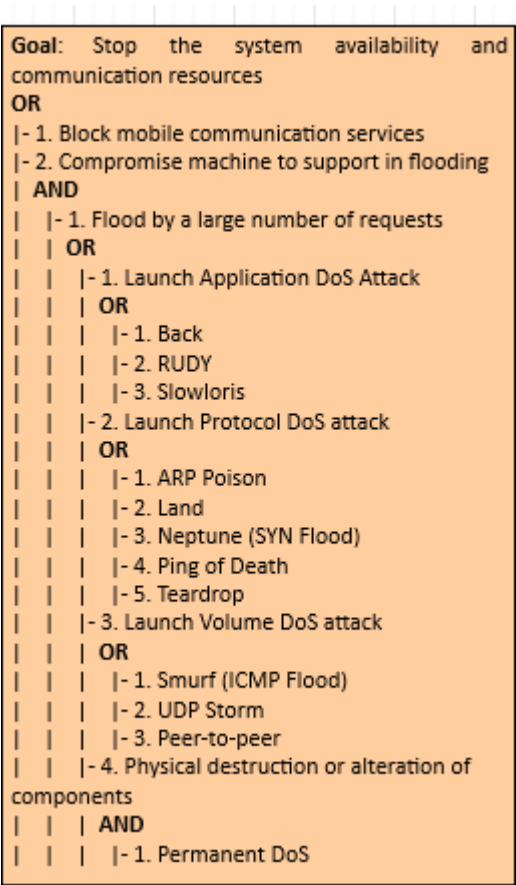 Goal: Stop the system availability and
communication resources
OR
|- 1. Block mobile communication services
|- 2. Compromise machine to support in flooding
| AND
| |- 1. Flood by a large number of requests
| | OR
| | |- 1. Launch Application DoS Attack
| | | OR
| | | |- 1. Back
| | | |- 2. RUDY
| | | |- 3. Slowloris
| | |- 2. Launch Protocol DoS attack
| | | OR
| | | |- 1. ARP Poison
| | | |- 2. Land
| | | |- 3. Neptune (SYN Flood)
| | | |- 4. Ping of Death
| | | |- 5. Teardrop
| | |- 3. Launch Volume DoS attack
| | | OR
| | | |- 1. Smurf (ICMP Flood)
| | | |- 2. UDP Storm
| | | |- 3. Peer-to-peer
| | |- 4. Physical destruction or alteration of
components
| | | AND
| | | |- 1. Permanent DoS